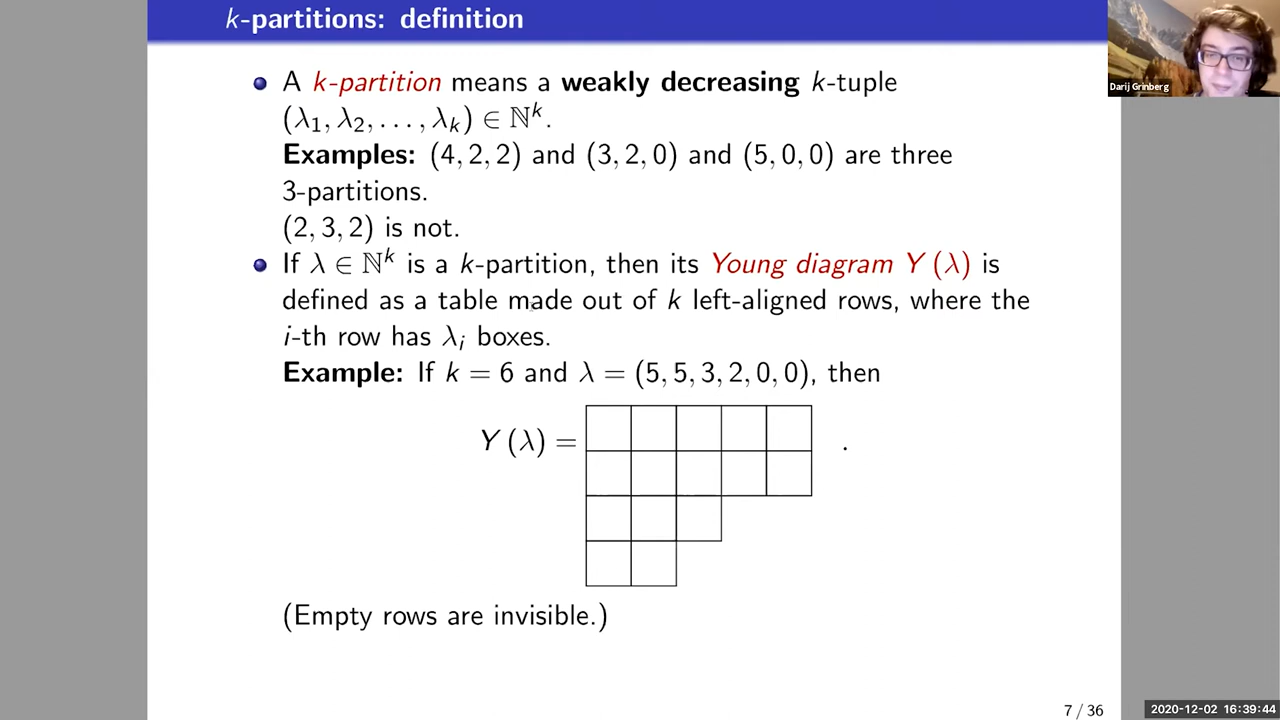 k-partitions: definition
A k-partition means a weakly decreasing k-tuple
(λ₁, λ₂, …, λₖ) ∈ ℕᵏ.
Examples: (4, 2, 2) and (3, 2, 0) and (5, 0, 0) are three
3-partitions.
(2, 3, 2) is not.
If λ ∈ ℕᵏ is a k-partition, then its Young diagram Y (λ) is
defined as a table made out of k left-aligned rows, where the
i-th row has λᵢ boxes.
Example: If k = 6 and λ = (5, 5, 3, 2, 0, 0), then
Y (λ) = .
(Empty rows are invisible.)
7 / 36
Darij Grinberg
2020-12-02 16:39:44